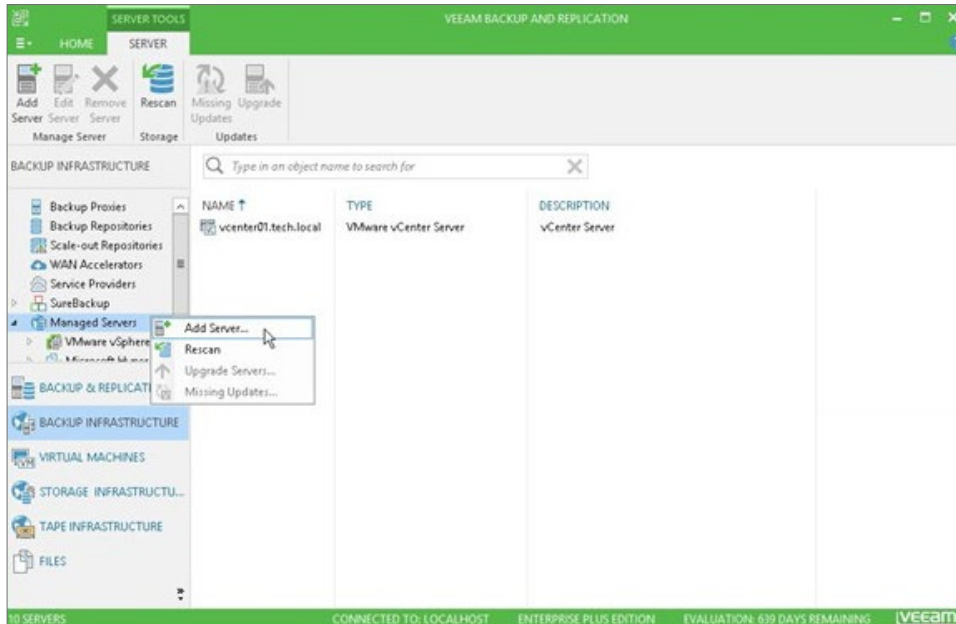 SERVER TOOLS
VEEAM BACKUP AND REPLICATION
HOME
SERVER
Add Server
Edit Server
Remove Server
Rescan
Missing Updates
Upgrade
Manage Server
Storage
Updates
BACKUP INFRASTRUCTURE
Type in an object name to search for
Backup Proxies
Backup Repositories
Scale-out Repositories
WAN Accelerators
Service Providers
SureBackup
Managed Servers
VMware vSphere
NAME TYPE DESCRIPTION
vcenter01.tech.local VMware vCenter Server vCenter Server
Add Server...
Rescan
Upgrade Servers...
Missing Updates...
BACKUP & REPLICATI
BACKUP INFRASTRUCTURE
VIRTUAL MACHINES
STORAGE INFRASTRUCTU...
TAPE INFRASTRUCTURE
FILES
10 SERVERS
CONNECTED TO: LOCALHOST
ENTERPRISE PLUS EDITION
EVALUATION: 639 DAYS REMAINING
veeam